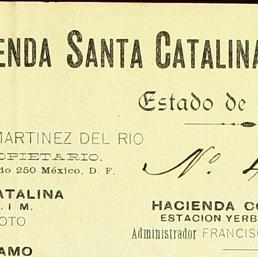 ENDA SANTA CATALINA
Estado de
MARTINEZ DEL RIO
OPIETARIO.
do 250 México, D. F.
Nº 4
ATALINA
. I M.
OTO
AMO
HACIENDA CO
ESTACION YERB
Administrador FRANCISC